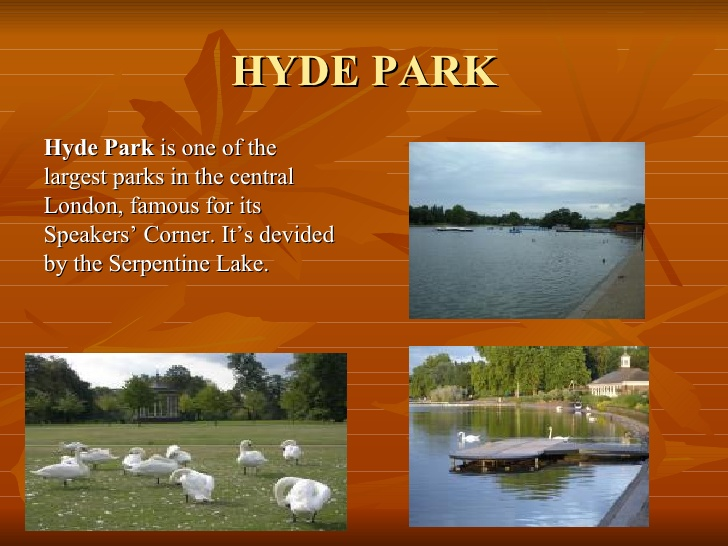 HYDE PARK
Hyde Park is one of the
largest parks in the central
London, famous for its
Speakers’ Corner. It’s devided
by the Serpentine Lake.